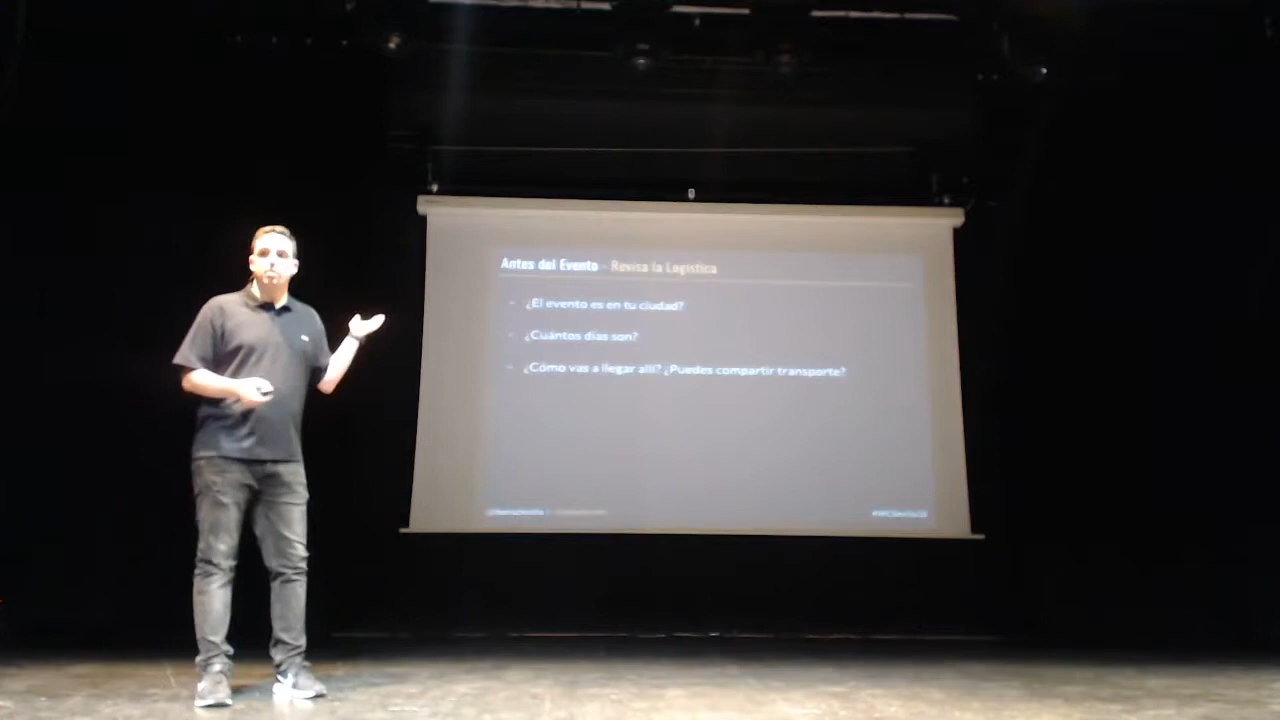 Antes del Evento - Revisa la Logística
- ¿El evento es en tu ciudad?
- ¿Cuántos días son?
- ¿Cómo vas a llegar allí? ¿Puedes compartir transporte?